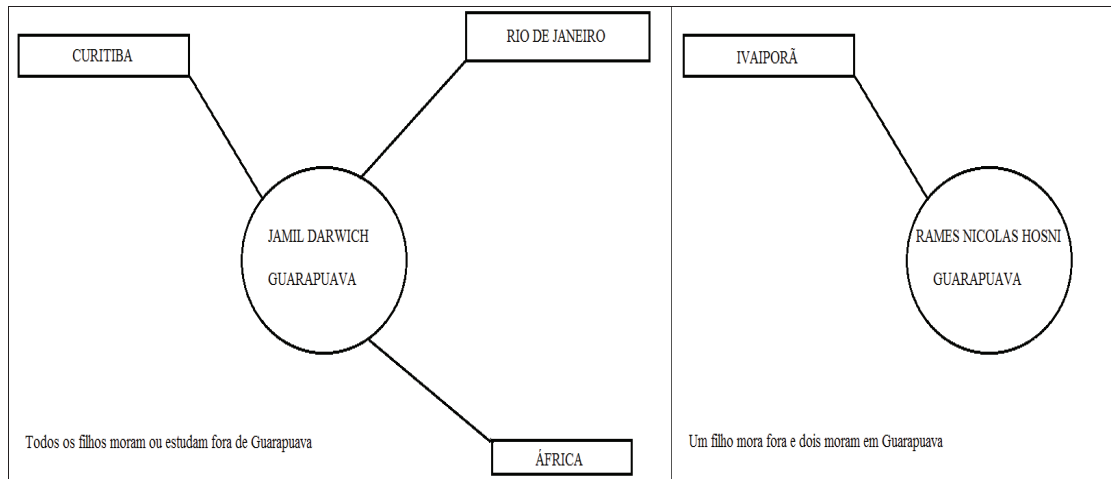 CURITIBA
RIO DE JANEIRO
JAMIL DARWICH
GUARAPUAVA
Todos os filhos moram ou estudam fora de Guarapuava
ÁFRICA
IVAIPORÃ
RAMES NICOLAS HOSNI
GUARAPUAVA
Um filho mora fora e dois moram em Guarapuava